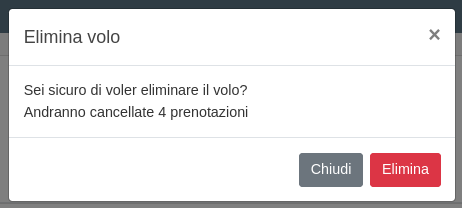 Elimina volo
×
Sei sicuro di voler eliminare il volo?
Andranno cancellate 4 prenotazioni
Chiudi
Elimina